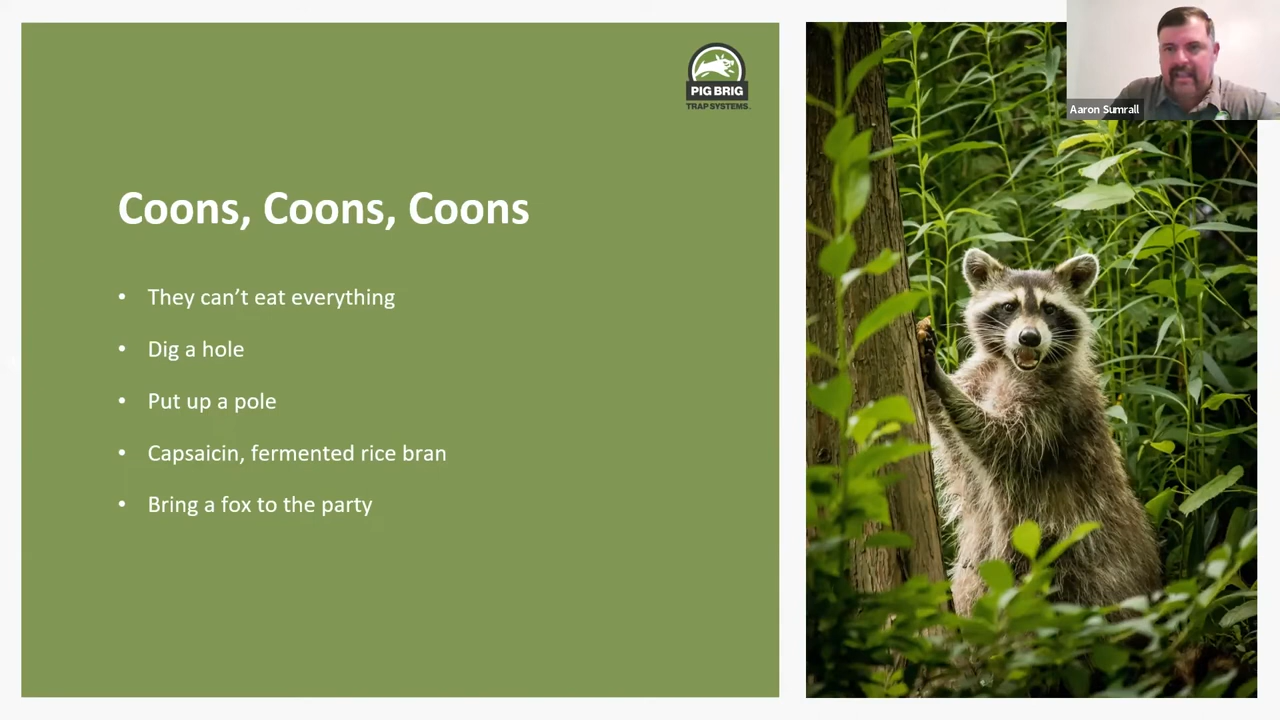 PIG BRIG
TRAP SYSTEMS
Aaron Sumrall
Coons, Coons, Coons
• They can’t eat everything
• Dig a hole
• Put up a pole
• Capsaicin, fermented rice bran
• Bring a fox to the party